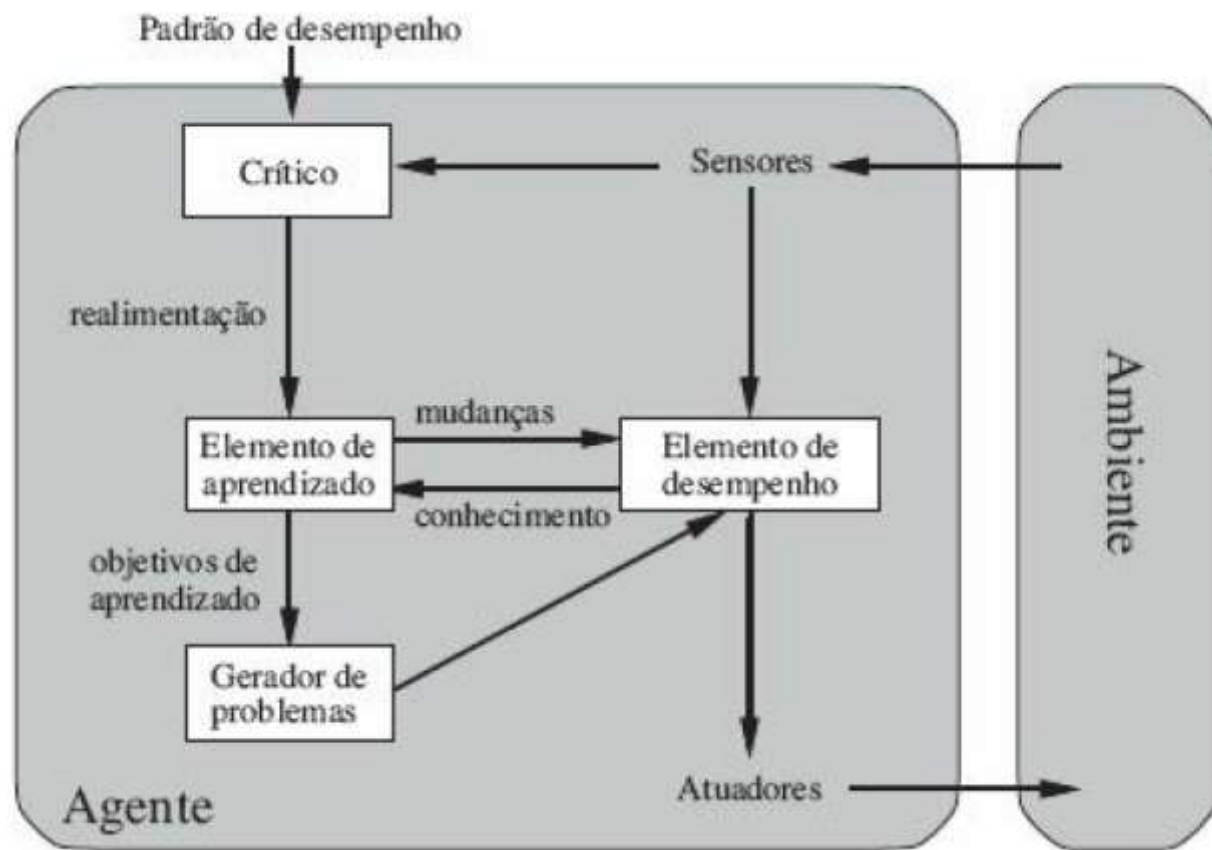 Padrão de desempenho
Crítico
Sensores
realimentação
Ambiente
mudanças
Elemento de
aprendizado
Elemento de
desempenho
conhecimento
objetivos de
aprendizado
Gerador de
problemas
Atuadores
Agente